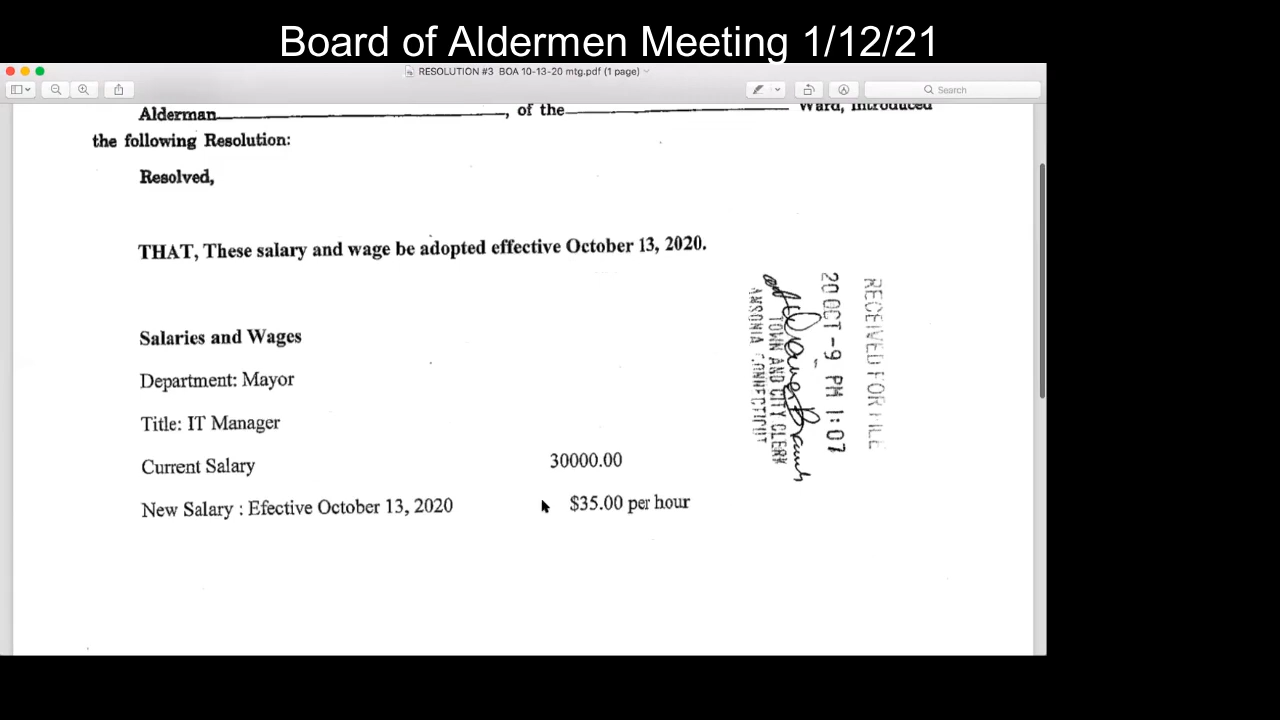 Board of Aldermen Meeting 1/12/21
RESOLUTION #3 BOA 10-13-20 mtg.pdf (1 page)
Search
Alderman, of the Ward, Introduced
the following Resolution:
Resolved,
THAT, These salary and wage be adopted effective October 13, 2020.
Salaries and Wages
Department: Mayor
Title: IT Manager
Current Salary 30000.00
New Salary : Effective October 13, 2020 $35.00 per hour
RECEIVED FOR FILE
20 OCT -9 PM 1:07
TOWN AND CITY CLERK
ANSONIA CONNECTICUT